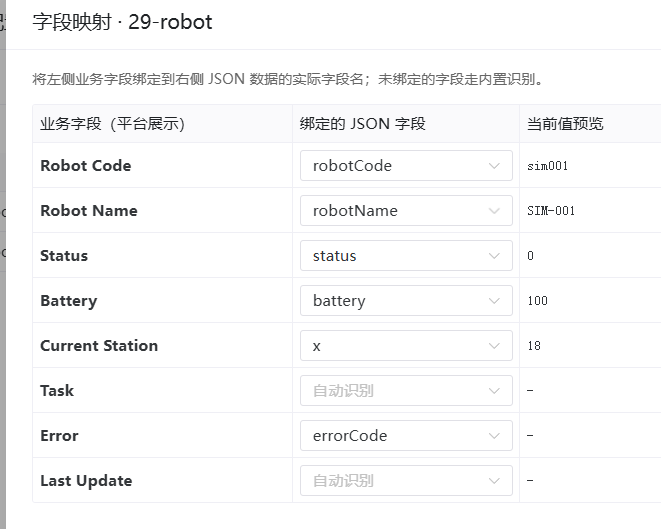 字段映射 · 29-robot
将左侧业务字段绑定到右侧 JSON 数据的实际字段名；未绑定的字段走内置识别。
业务字段（平台展示） 绑定的 JSON 字段 当前值预览
Robot Code robotCode sim001
Robot Name robotName SIM-001
Status status 0
Battery battery 100
Current Station x 18
Task 自动识别 -
Error errorCode -
Last Update 自动识别 -